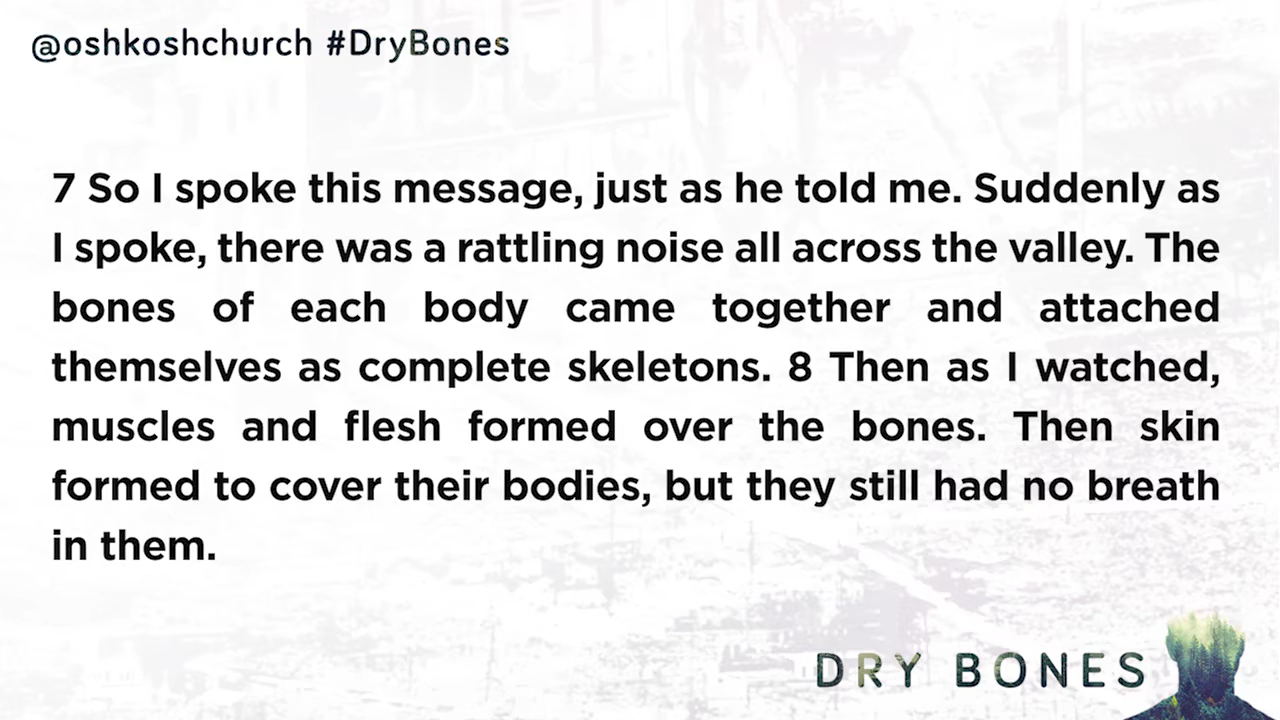 @oshkoshchurch #DryBones
7 So I spoke this message, just as he told me. Suddenly as
I spoke, there was a rattling noise all across the valley. The
bones of each body came together and attached
themselves as complete skeletons. 8 Then as I watched,
muscles and flesh formed over the bones. Then skin
formed to cover their bodies, but they still had no breath
in them.
DRY BONES